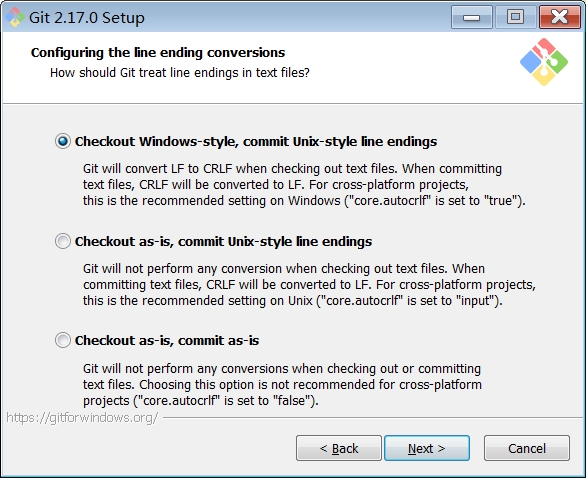 Git 2.17.0 Setup
Configuring the line ending conversions
How should Git treat line endings in text files?
Checkout Windows-style, commit Unix-style line endings
Git will convert LF to CRLF when checking out text files. When committing
text files, CRLF will be converted to LF. For cross-platform projects,
this is the recommended setting on Windows ("core.autocrlf" is set to "true").
Checkout as-is, commit Unix-style line endings
Git will not perform any conversion when checking out text files. When
committing text files, CRLF will be converted to LF. For cross-platform projects,
this is the recommended setting on Unix ("core.autocrlf" is set to "input").
Checkout as-is, commit as-is
Git will not perform any conversions when checking out or committing
text files. Choosing this option is not recommended for cross-platform
projects ("core.autocrlf" is set to "false").
https://gitforwindows.org/
< Back Next > Cancel